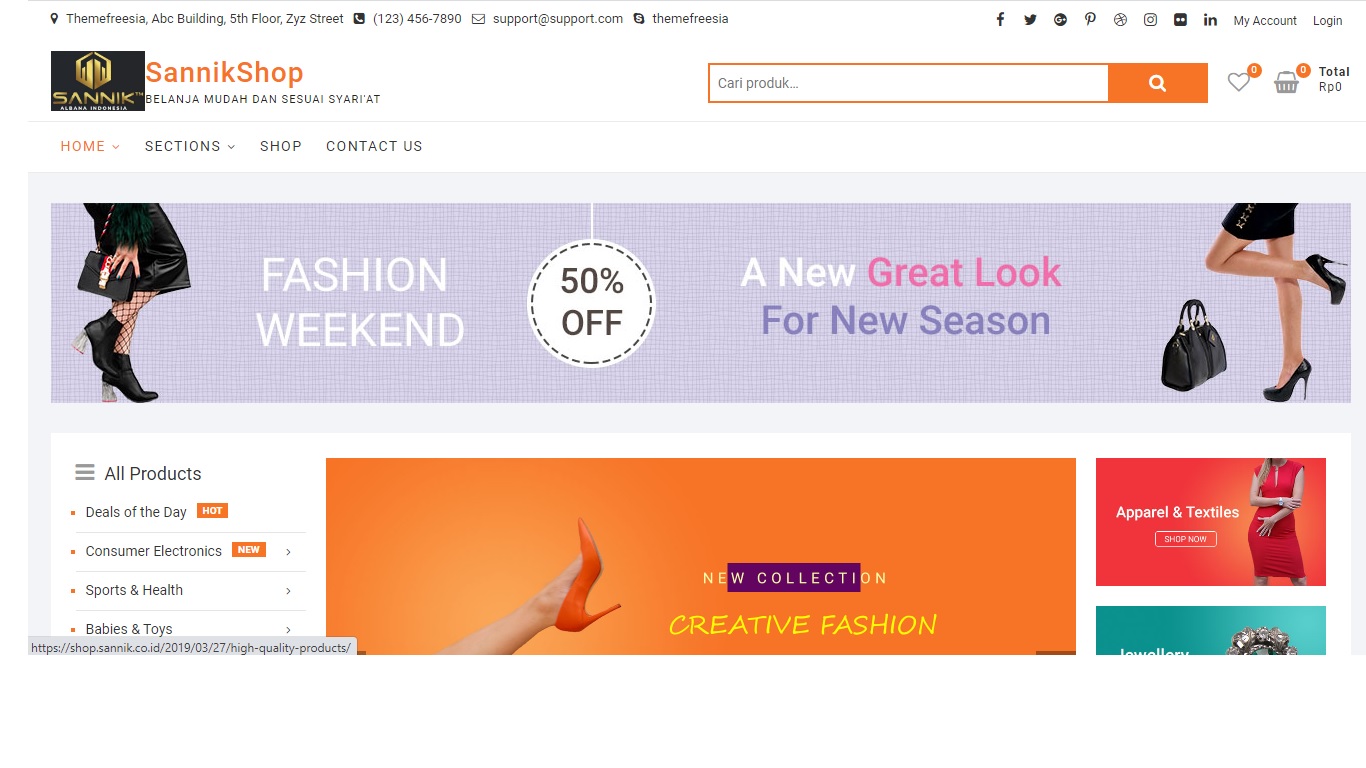 Themefreesia, Abc Building, 5th Floor, Zyz Street (123) 456-7890 support@support.com themefreesia My Account Login
SANNIK™
ALBANA INDONESIA
SannikShop
BELANJA MUDAH DAN SESUAI SYARI'AT
Cari produk...
0
0
Total
Rp0
HOME SECTIONS SHOP CONTACT US
FASHION
WEEKEND
50%
OFF
A New Great Look
For New Season
All Products
Deals of the Day HOT
Consumer Electronics NEW
Sports & Health
Babies & Toys
NEW COLLECTION
CREATIVE FASHION
Apparel & Textiles
SHOP NOW
Jewellery
https://shop.sannik.co.id/2019/03/27/high-quality-products/